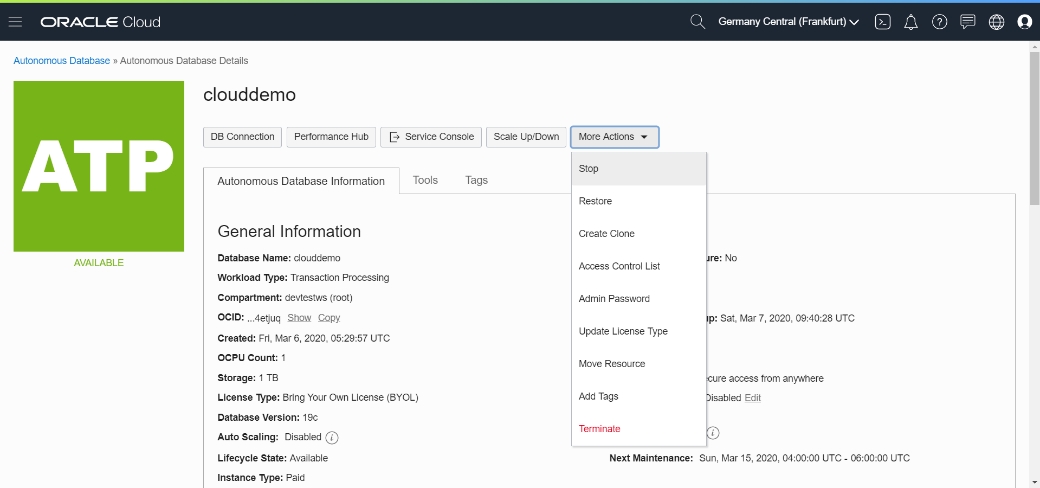 ORACLE Cloud
Germany Central (Frankfurt)
Autonomous Database » Autonomous Database Details
ATP
AVAILABLE
clouddemo
DB Connection
Performance Hub
Service Console
Scale Up/Down
More Actions
Stop
Restore
Create Clone
Access Control List
Admin Password
Update License Type
Move Resource
Add Tags
Terminate
Autonomous Database Information
Tools
Tags
General Information
Database Name: clouddemo
Workload Type: Transaction Processing
Compartment: devtestws (root)
OCID: ...4etjuq Show Copy
Created: Fri, Mar 6, 2020, 05:29:57 UTC
OCPU Count: 1
Storage: 1 TB
License Type: Bring Your Own License (BYOL)
Database Version: 19c
Auto Scaling: Disabled i
Lifecycle State: Available
Instance Type: Paid
ure: No
up: Sat, Mar 7, 2020, 09:40:28 UTC
cure access from anywhere
Disabled Edit
i
Next Maintenance: Sun, Mar 15, 2020, 04:00:00 UTC - 06:00:00 UTC